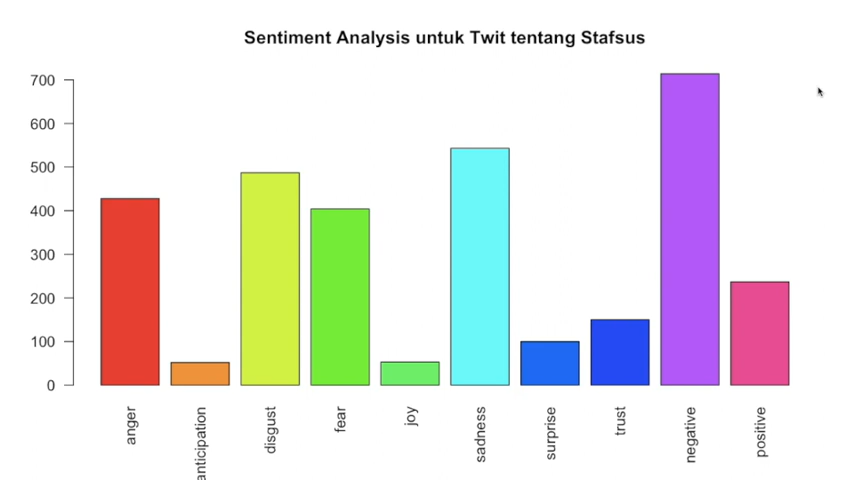 Sentiment Analysis untuk Twit tentang Stafsus
700
600
500
400
300
200
100
0
anger
anticipation
disgust
fear
joy
sadness
surprise
trust
negative
positive